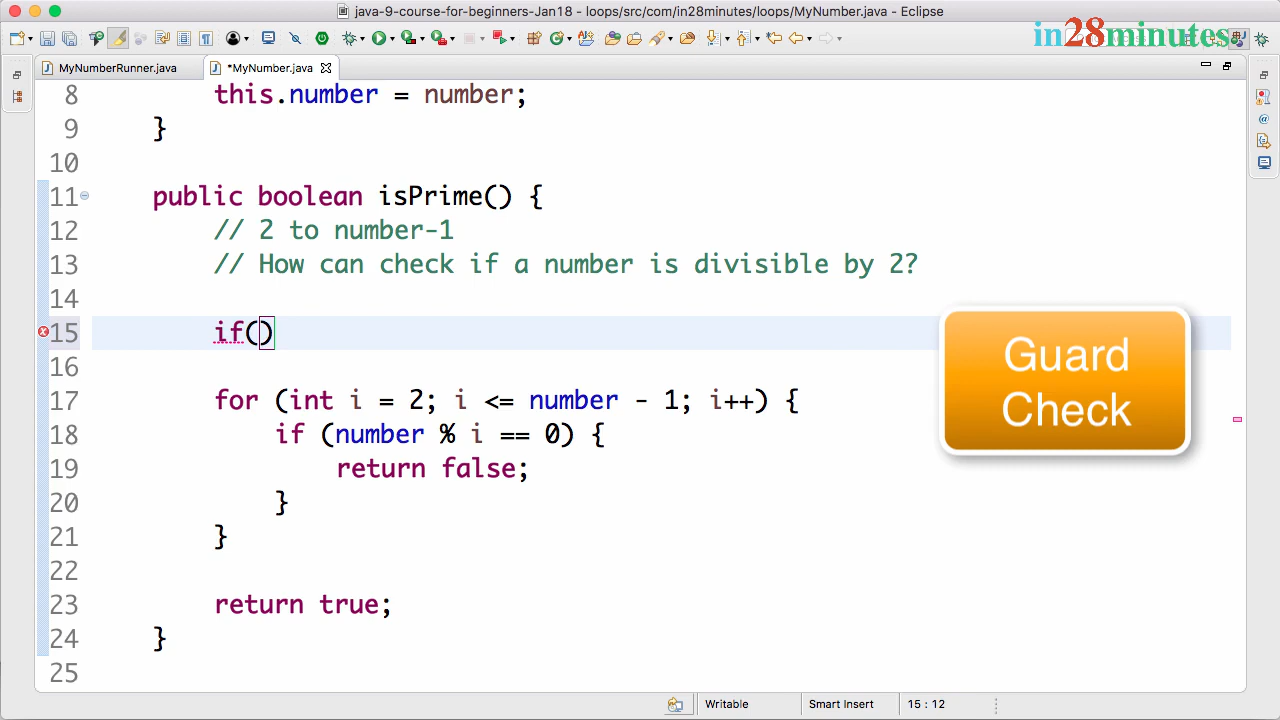 java-9-course-for-beginners-Jan18 - loops/src/com/in28minutes/loops/MyNumber.java - Eclipse
in28minutes
MyNumberRunner.java
*MyNumber.java
8 this.number = number;
9 }
10
11 public boolean isPrime() {
12 // 2 to number-1
13 // How can check if a number is divisible by 2?
14
15 if()
16
17 for (int i = 2; i <= number - 1; i++) {
18 if (number % i == 0) {
19 return false;
20 }
21 }
22
23 return true;
24 }
25
Guard
Check
Writable
Smart Insert
15 : 12